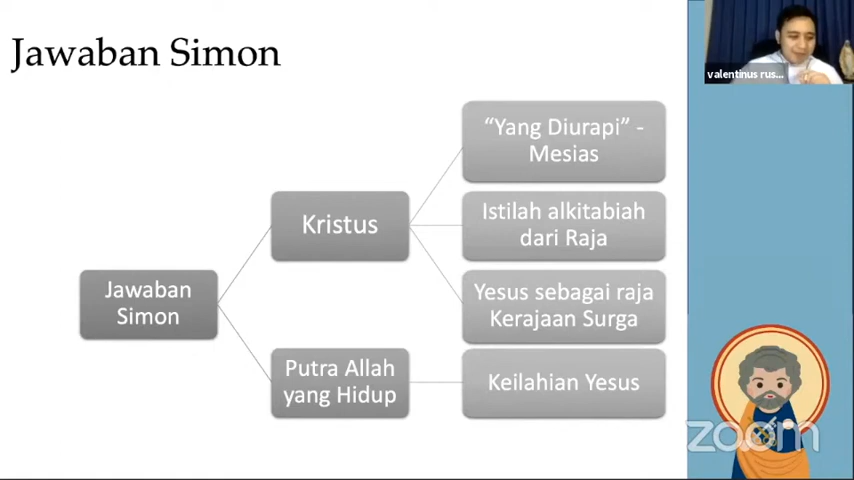 Jawaban Simon
valentinus rus...
“Yang Diurapi” -
Mesias
Kristus
Istilah alkitabiah
dari Raja
Jawaban
Simon
Yesus sebagai raja
Kerajaan Surga
Putra Allah
yang Hidup
Keilahian Yesus
zoom